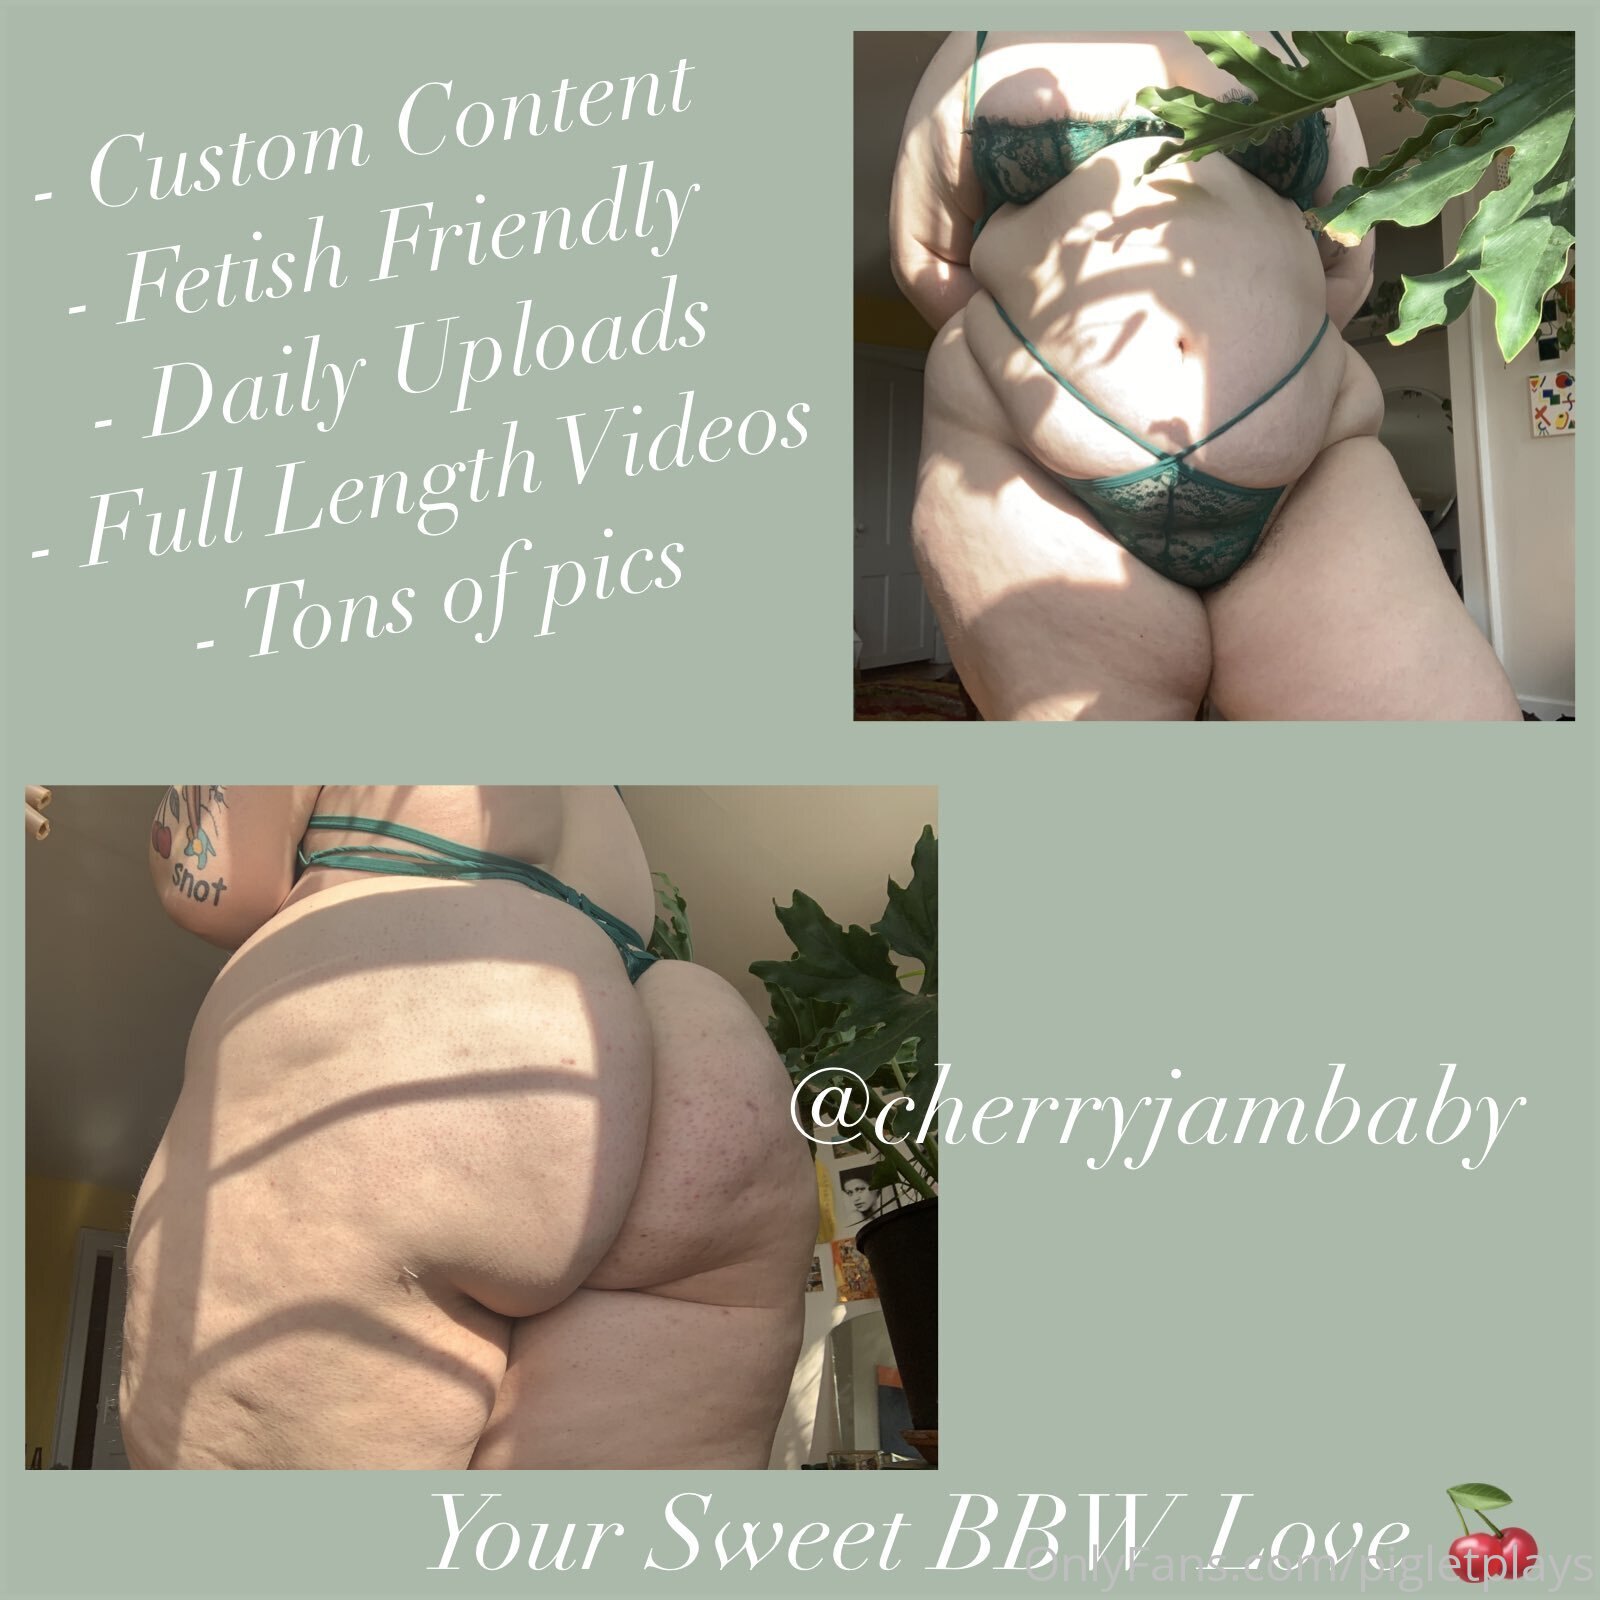 - Custom Content
- Fetish Friendly
- Daily Uploads
- Full Length Videos
- Tons of pics
snot
@cherryjambaby
Your Sweet BBW Love
OnlyFans.com/pigletplays